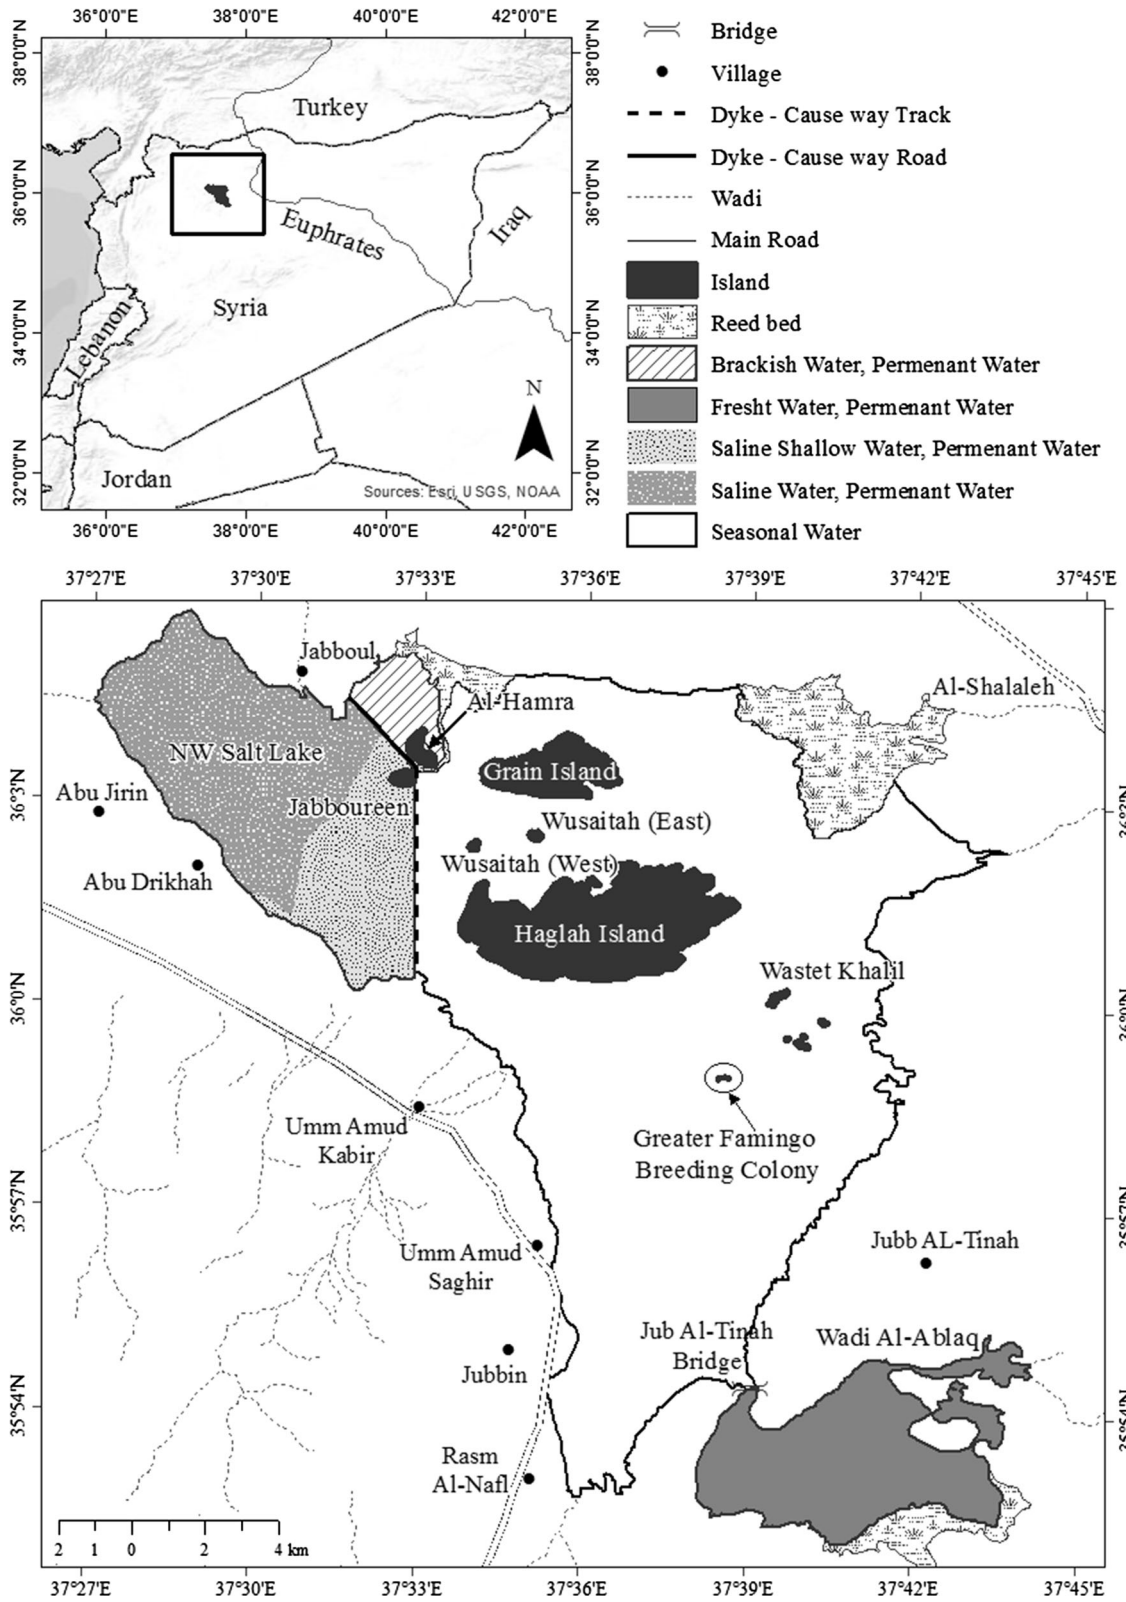 36°0'0"E
38°0'0"E
40°0'0"E
42°0'0"E
38°0'0"N
36°0'0"N
34°0'0"N
32°0'0"N
38°0'0"N
36°0'0"N
34°0'0"N
32°0'0"N
Turkey
Euphrates
Iraq
Syria
Lebanon
Jordan
N
Sources: Esri, USGS, NOAA
36°0'0"E
38°0'0"E
40°0'0"E
42°0'0"E
Bridge
Village
Dyke - Cause way Track
Dyke - Cause way Road
Wadi
Main Road
Island
Reed bed
Brackish Water, Permenant Water
Fresht Water, Permenant Water
Saline Shallow Water, Permenant Water
Saline Water, Permenant Water
Seasonal Water
37°27'E
37°30'E
37°33'E
37°36'E
37°39'E
37°42'E
37°45'E
36°3'N
36°0'N
35°57'N
35°54'N
36°3'N
36°0'N
35°57'N
35°54'N
Jabboul
Al-Hamra
Al-Shalaleh
NW Salt Lake
Grain Island
Abu Jirin
Jabboureen
Wusaitah (East)
Wusaitah (West)
Abu Drikhah
Haglah Island
Wastet Khalil
Umm Amud
Kabir
Greater Famingo
Breeding Colony
Umm Amud
Saghir
Jubb AL-Tinah
Jub Al-Tinah
Bridge
Wadi Al-Ablaq
Jubbin
Rasm
Al-Nafl
2 1 0 2 4 km
37°27'E
37°30'E
37°33'E
37°36'E
37°39'E
37°42'E
37°45'E